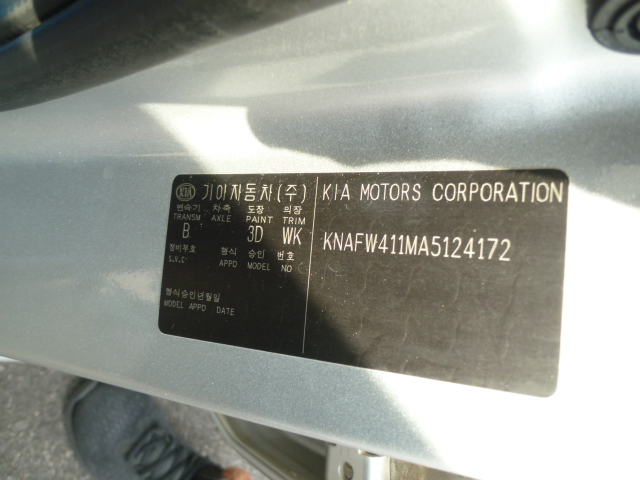 KIA 기아자동차(주)
변속기 차축 도장 의장
TRANSM AXLE PAINT TRIM
B 3D WK
정비부호 형식 승인 번호
S.V.C APPD MODEL NO
형식승인년월일
MODEL APPD DATE
KIA MOTORS CORPORATION
KNAFW411MA5124172